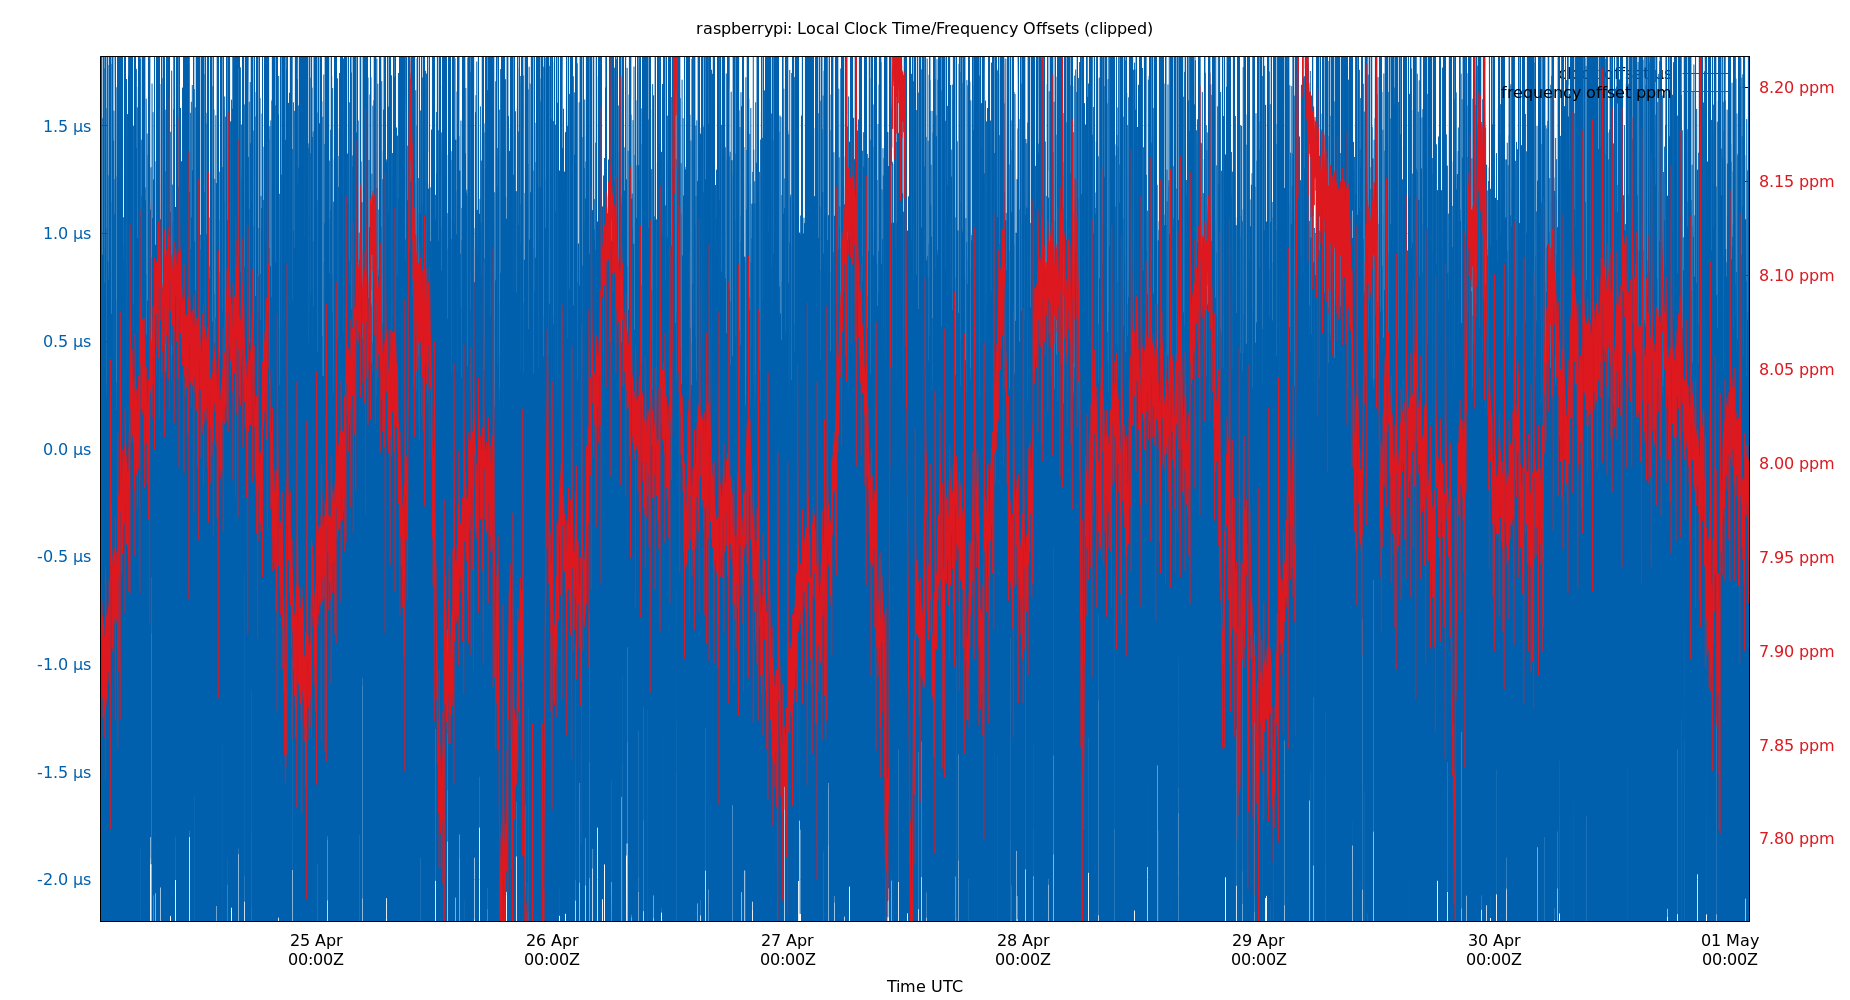 raspberrypi: Local Clock Time/Frequency Offsets (clipped)
frequency offset ppm
1.5 µs
1.0 µs
0.5 µs
0.0 µs
-0.5 µs
-1.0 µs
-1.5 µs
-2.0 µs
8.20 ppm
8.15 ppm
8.10 ppm
8.05 ppm
8.00 ppm
7.95 ppm
7.90 ppm
7.85 ppm
7.80 ppm
25 Apr 26 Apr 27 Apr 28 Apr 29 Apr 30 Apr 01 May
00:00Z 00:00Z 00:00Z 00:00Z 00:00Z 00:00Z 00:00Z
Time UTC